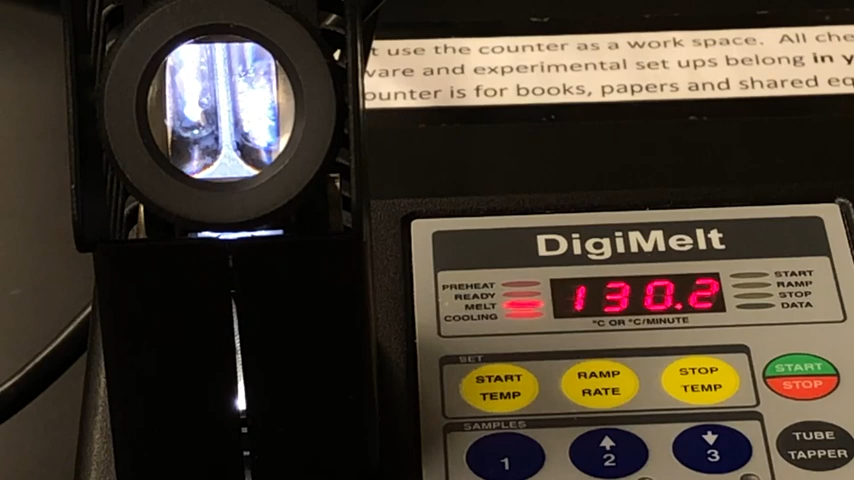 t use the counter as a work space. All che
ware and experimental set ups belong in y
ounter is for books, papers and shared eq
DigiMelt
PREHEAT
READY
MELT
COOLING
130.2
°C OR °C/MINUTE
START
RAMP
STOP
DATA
SET
START TEMP
RAMP RATE
STOP TEMP
START
STOP
SAMPLES
1
2
3
TUBE TAPPER